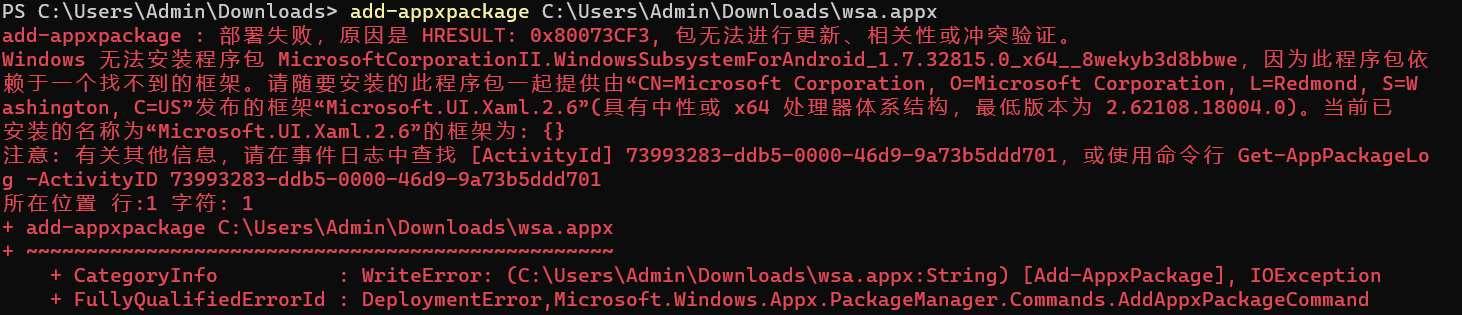 PS C:\Users\Admin\Downloads> add-appxpackage C:\Users\Admin\Downloads\wsa.appx
add-appxpackage : 部署失败，原因是 HRESULT: 0x80073CF3, 包无法进行更新、相关性或冲突验证。
Windows 无法安装程序包 MicrosoftCorporationII.WindowsSubsystemForAndroid_1.7.32815.0_x64__8wekyb3d8bbwe，因为此程序包依
赖于一个找不到的框架。请随要安装的此程序包一起提供由“CN=Microsoft Corporation, O=Microsoft Corporation, L=Redmond, S=W
ashington, C=US”发布的框架“Microsoft.UI.Xaml.2.6”(具有中性或 x64 处理器体系结构，最低版本为 2.62108.18004.0)。当前已
安装的名称为“Microsoft.UI.Xaml.2.6”的框架为: {}
注意: 有关其他信息，请在事件日志中查找 [ActivityId] 73993283-ddb5-0000-46d9-9a73b5ddd701，或使用命令行 Get-AppPackageLo
g -ActivityID 73993283-ddb5-0000-46d9-9a73b5ddd701
所在位置 行:1 字符: 1
+ add-appxpackage C:\Users\Admin\Downloads\wsa.appx
+ ~~~~~~~~~~~~~~~~~~~~~~~~~~~~~~~~~~~~~~~~~~~~~~~~~
    + CategoryInfo          : WriteError: (C:\Users\Admin\Downloads\wsa.appx:String) [Add-AppxPackage], IOException
    + FullyQualifiedErrorId : DeploymentError,Microsoft.Windows.Appx.PackageManager.Commands.AddAppxPackageCommand